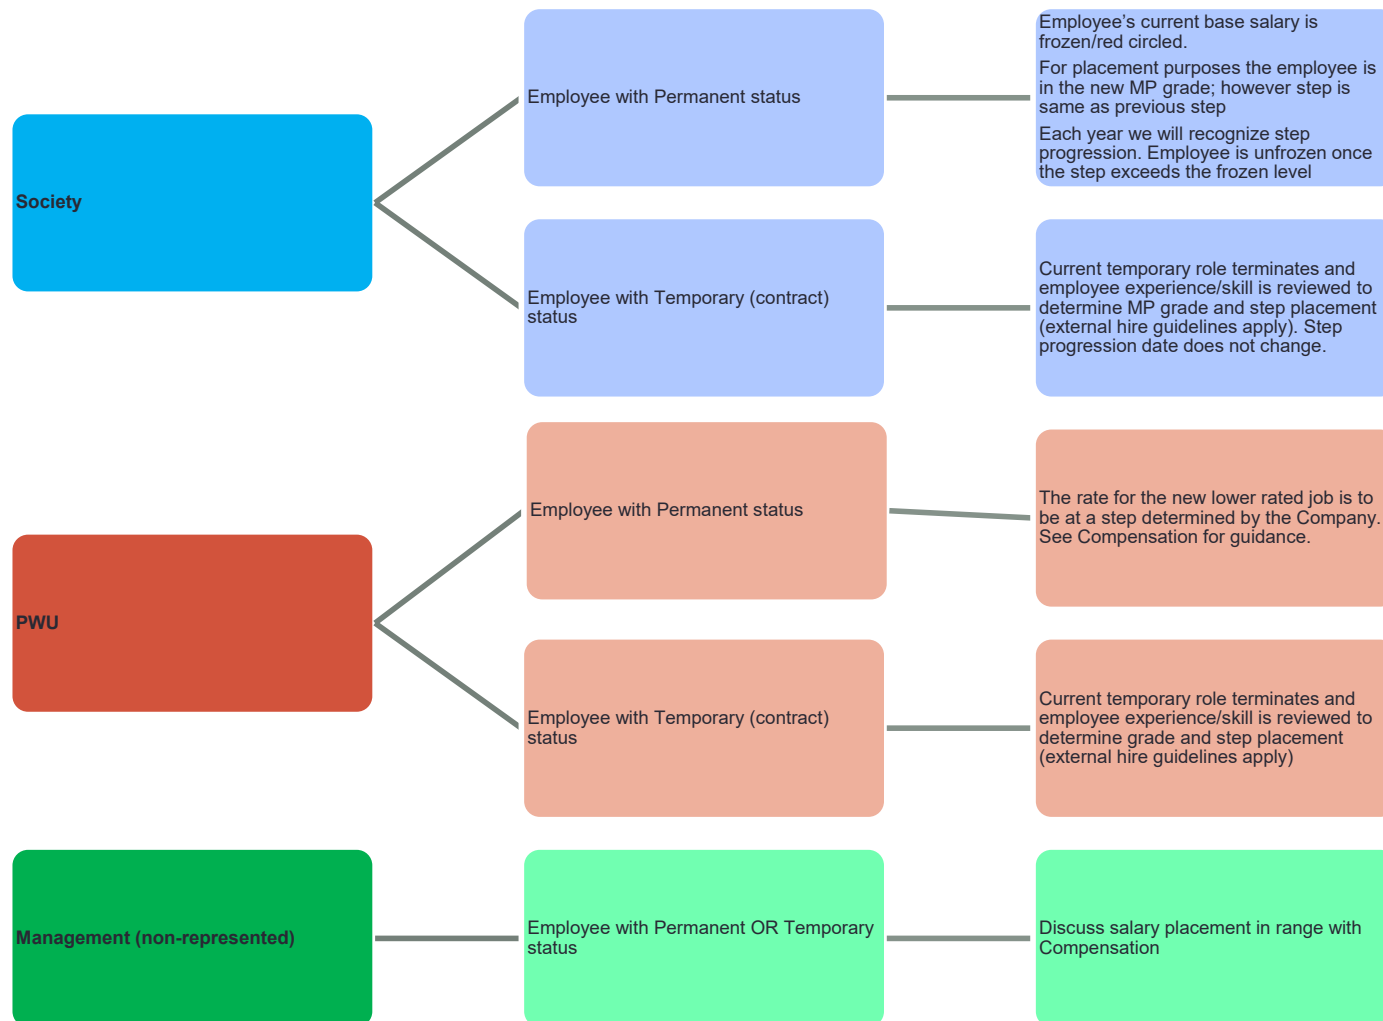 Society
Employee with Permanent status
Employee's current base salary is
frozen/red circled.
For placement purposes the employee is
in the new MP grade; however step is
same as previous step
Each year we will recognize step
progression. Employee is unfrozen once
the step exceeds the frozen level
Employee with Temporary (contract)
status
Current temporary role terminates and
employee experience/skill is reviewed to
determine MP grade and step placement
(external hire guidelines apply). Step
progression date does not change.
PWU
Employee with Permanent status
The rate for the new lower rated job is to
be at a step determined by the Company.
See Compensation for guidance.
Employee with Temporary (contract)
status
Current temporary role terminates and
employee experience/skill is reviewed to
determine grade and step placement
(external hire guidelines apply)
Management (non-represented)
Employee with Permanent OR Temporary
status
Discuss salary placement in range with
Compensation